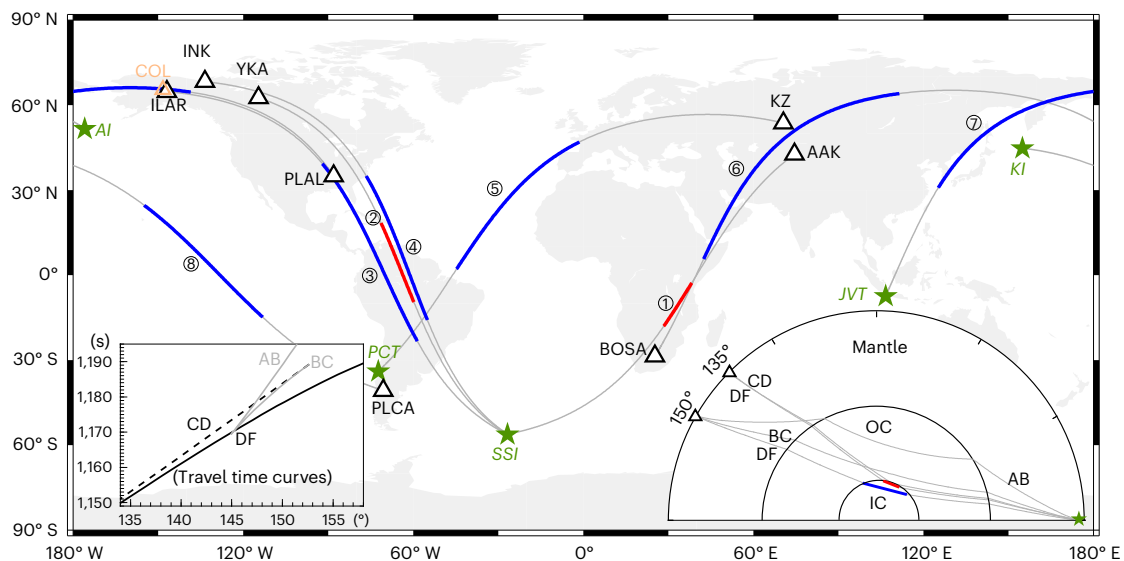 90° N
60° N
30° N
0°
30° S
60° S
90° S
180° W
120° W
60° W
0°
60° E
120° E
180° E
INK
COL
YKA
ILAR
AI
PLAL
KZ
AAK
KI
JVT
BOSA
PCT
PLCA
SSI
①
②
③
④
⑤
⑥
⑦
⑧
(s)
1,190
1,180
1,170
1,160
1,150
135
140
145
150
155
(°)
AB
BC
CD
DF
(Travel time curves)
Mantle
135°
CD
DF
150°
OC
BC
DF
AB
IC